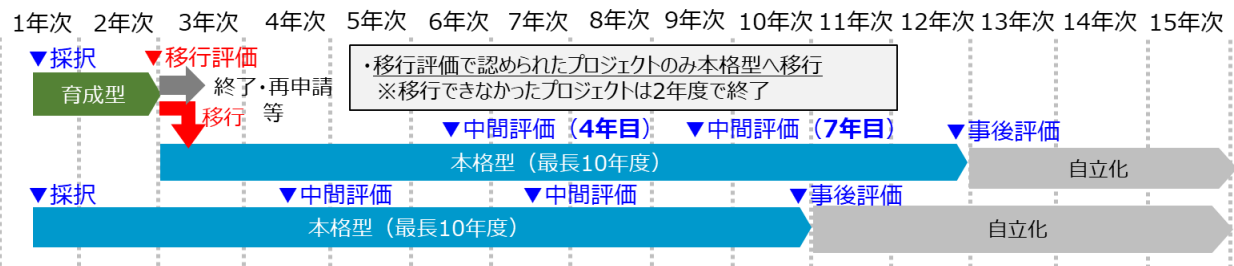 1年次 2年次 3年次 4年次 5年次 6年次 7年次 8年次 9年次 10年次 11年次 12年次 13年次 14年次 15年次
▼採択 ▼移行評価
・移行評価で認められたプロジェクトのみ本格型へ移行
※移行できなかったプロジェクトは2年度で終了
育成型
終了・再申請
等
移行
▼中間評価（4年目） ▼中間評価（7年目） ▼事後評価
本格型（最長10年度） 自立化
▼採択 ▼中間評価 ▼中間評価 ▼事後評価
本格型（最長10年度） 自立化